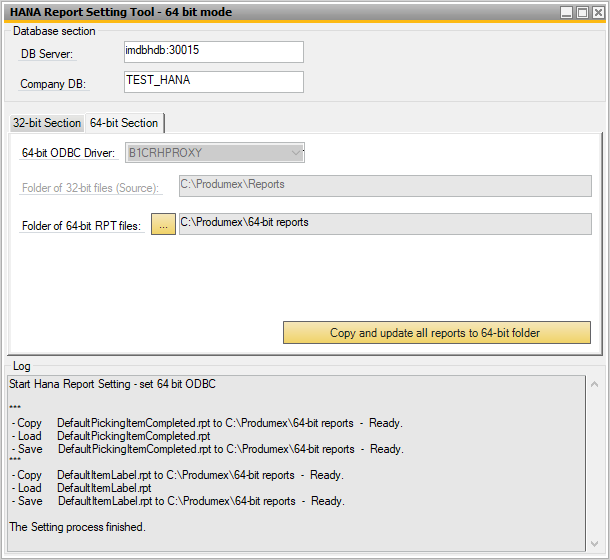 HANA Report Setting Tool - 64 bit mode
Database section
DB Server: imdbhdb:30015
Company DB: TEST_HANA
32-bit Section 64-bit Section
64-bit ODBC Driver: B1CRHPROXY
Folder of 32-bit files (Source): C:\Produmex\Reports
Folder of 64-bit RPT files: ... C:\Produmex\64-bit reports
Copy and update all reports to 64-bit folder
Log
Start Hana Report Setting - set 64 bit ODBC
***
- Copy DefaultPickingItemCompleted.rpt to C:\Produmex\64-bit reports - Ready.
- Load DefaultPickingItemCompleted.rpt
- Save DefaultPickingItemCompleted.rpt to C:\Produmex\64-bit reports - Ready.
***
- Copy DefaultItemLabel.rpt to C:\Produmex\64-bit reports - Ready.
- Load DefaultItemLabel.rpt
- Save DefaultItemLabel.rpt to C:\Produmex\64-bit reports - Ready.
The Setting process finished.